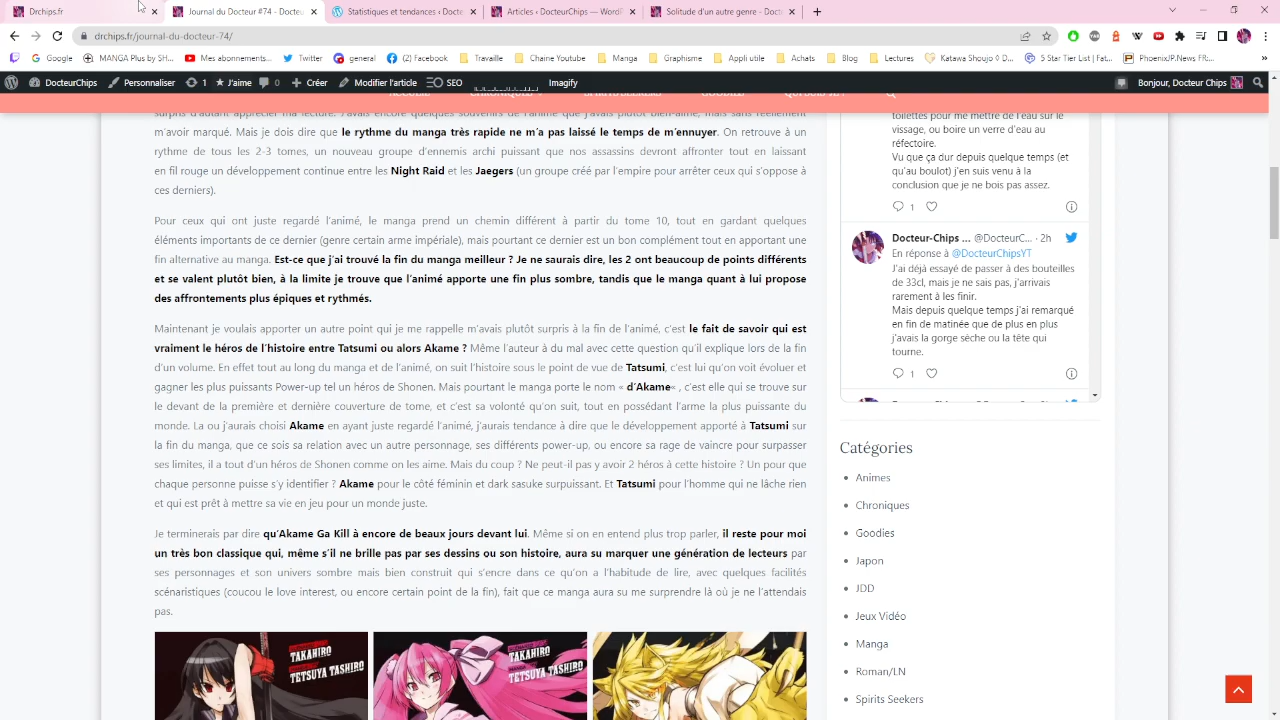 Drchips.fr
Journal du Docteur #74 - Docteu
Statistiques et tendances ‹ Docte
Articles ‹ DocteurChips — WordP
Solitude d'un autre genre - Docte
drchips.fr/journal-du-docteur-74/
Google
MANGA Plus by SH...
Mes abonnements...
Twitter
general
(2) Facebook
Travaille
Chaine Youtube
Manga
Graphisme
Appli utile
Achats
Blog
Lectures
Katawa Shoujo ◊ D...
5 Star Tier List | Fat...
PhoenixJP.News FR...
DocteurChips
Personnaliser
1
J'aime
0
Créer
Modifier l'article
SEO
Imagify
Bonjour, Docteur Chips
m'avoir marqué. Mais je dois dire que le rythme du manga très rapide ne m'a pas laissé le temps de m'ennuyer. On retrouve à un
rythme de tous les 2-3 tomes, un nouveau groupe d'ennemis archi puissant que nos assassins devront affronter tout en laissant
en fil rouge un développement continue entre les Night Raid et les Jaegers (un groupe créé par l'empire pour arrêter ceux qui s'oppose à
ces derniers).
Pour ceux qui ont juste regardé l'animé, le manga prend un chemin différent à partir du tome 10, tout en gardant quelques
éléments importants de ce dernier (genre certain arme impériale), mais pourtant ce dernier est un bon complément tout en apportant une
fin alternative au manga. Est-ce que j'ai trouvé la fin du manga meilleur ? Je ne saurais dire, les 2 ont beaucoup de points différents
et se valent plutôt bien, à la limite je trouve que l'animé apporte une fin plus sombre, tandis que le manga quant à lui propose
des affrontements plus épiques et rythmés.
Maintenant je voulais apporter un autre point qui je me rappelle m'avais plutôt surpris à la fin de l'animé, c'est le fait de savoir qui est
vraiment le héros de l'histoire entre Tatsumi ou alors Akame ? Même l'auteur à du mal avec cette question qu'il explique lors de la fin
d'un volume. En effet tout au long du manga et de l'animé, on suit l'histoire sous le point de vue de Tatsumi, c'est lui qu'on voit évoluer et
gagner les plus puissants Power-up tel un héros de Shonen. Mais pourtant le manga porte le nom « d'Akame« , c'est elle qui se trouve sur
le devant de la première et dernière couverture de tome, et c'est sa volonté qu'on suit, tout en possédant l'arme la plus puissante du
monde. La ou j'aurais choisi Akame en ayant juste regardé l'animé, j'aurais tendance à dire que le développement apporté à Tatsumi sur
la fin du manga, que ce sois sa relation avec un autre personnage, ses différents power-up, ou encore sa rage de vaincre pour surpasser
ses limites, il a tout d'un héros de Shonen comme on les aime. Mais du coup ? Ne peut-il pas y avoir 2 héros à cette histoire ? Un pour que
chaque personne puisse s'y identifier ? Akame pour le côté féminin et dark sasuke surpuissant. Et Tatsumi pour l'homme qui ne lâche rien
et qui est prêt à mettre sa vie en jeu pour un monde juste.
Je terminerais par dire qu'Akame Ga Kill à encore de beaux jours devant lui. Même si on en entend plus trop parler, il reste pour moi
un très bon classique qui, même s'il ne brille pas par ses dessins ou son histoire, aura su marquer une génération de lecteurs par
ses personnages et son univers sombre mais bien construit qui s'encre dans ce qu'on a l'habitude de lire, avec quelques facilités
scénaristiques (coucou le love interest, ou encore certain point de la fin), fait que ce manga aura su me surprendre là où je ne l'attendais
pas.
TAKAHIRO
TETSUYA TASHIRO
TAKAHIRO
TETSUYA TASHIRO
TAKAHIRO
TETSUYA TASHIRO
toilettes pour me mettre de l'eau sur le
vissage, ou boire un verre d'eau au
réfectoire.
Vu que ça dur depuis quelque temps (et
qu'au boulot) j'en suis venu à la
conclusion que je ne bois pas assez.
1
Docteur-Chips ... @DocteurC... · 2h
En réponse à @DocteurChipsYT
J'ai déjà essayé de passer à des bouteilles
de 33cl, mais je ne sais pas, j'arrivais
rarement à les finir.
Mais depuis quelque temps j'ai remarqué
en fin de matinée que de plus en plus
j'avais la gorge sèche ou la tête qui
tourne.
1
Catégories
Animes
Chroniques
Goodies
Japon
JDD
Jeux Vidéo
Manga
Roman/LN
Spirits Seekers